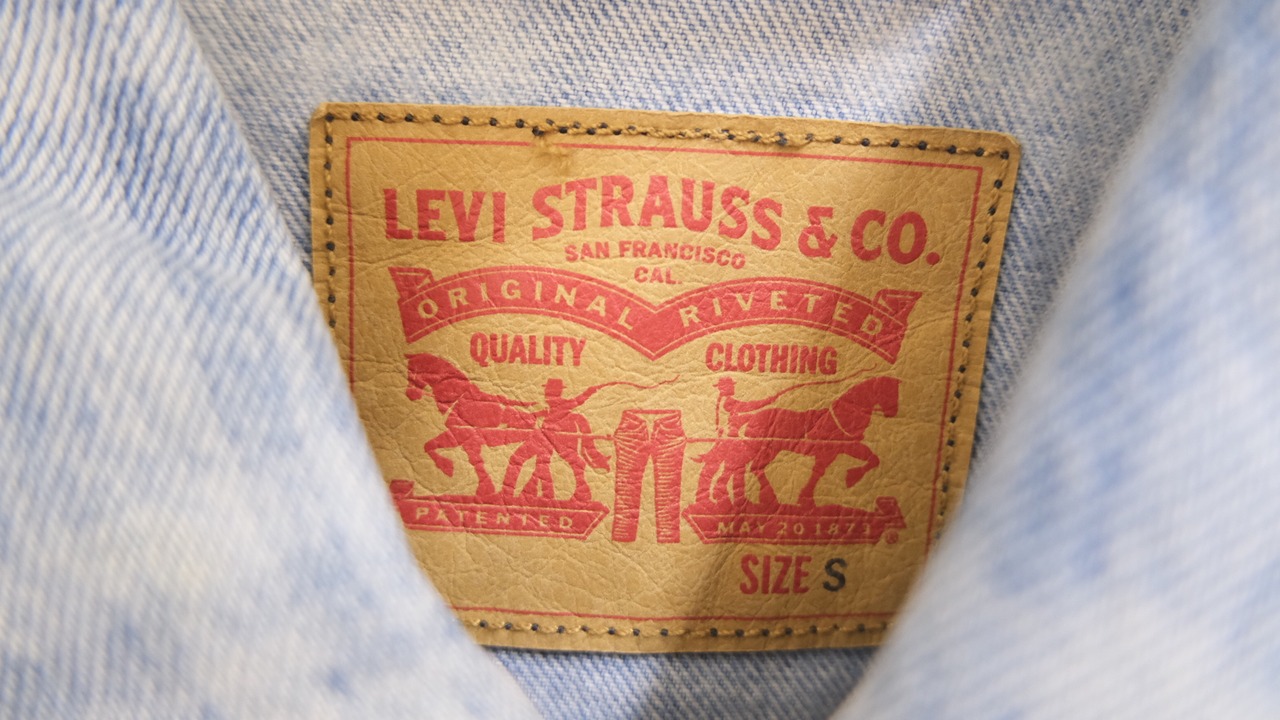 LEVI STRAUSS & CO.
SAN FRANCISCO
CAL.
ORIGINAL RIVETED
QUALITY CLOTHING
PATENTED MAY 20 1873 ®
SIZE S